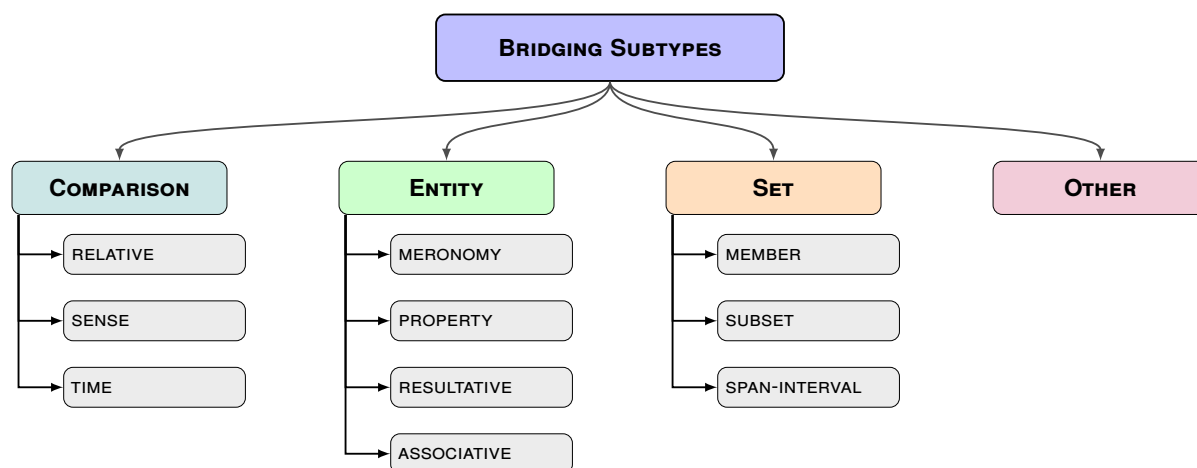 BRIDGING SUBTYPES
COMPARISON
ENTITY
SET
OTHER
RELATIVE
MERONOMY
MEMBER
SENSE
PROPERTY
SUBSET
TIME
RESULTATIVE
SPAN-INTERVAL
ASSOCIATIVE